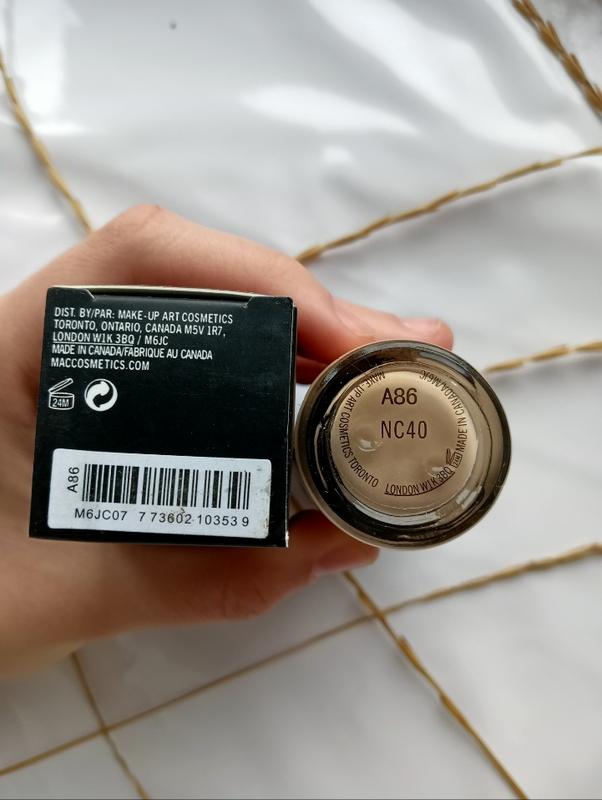 DIST. BY/PAR: MAKE-UP ART COSMETICS
TORONTO, ONTARIO, CANADA M5V 1R7,
LONDON W1K 3BQ / M6JC
MADE IN CANADA/FABRIQUE AU CANADA
MACCOSMETICS.COM
24M
A86
M6JC07 7 73602 10353 9
A86
NC40
MAKE-UP ART COSMETICS TORONTO
LONDON W1K 3BQ
24M
MADE IN CANADA/M6JC